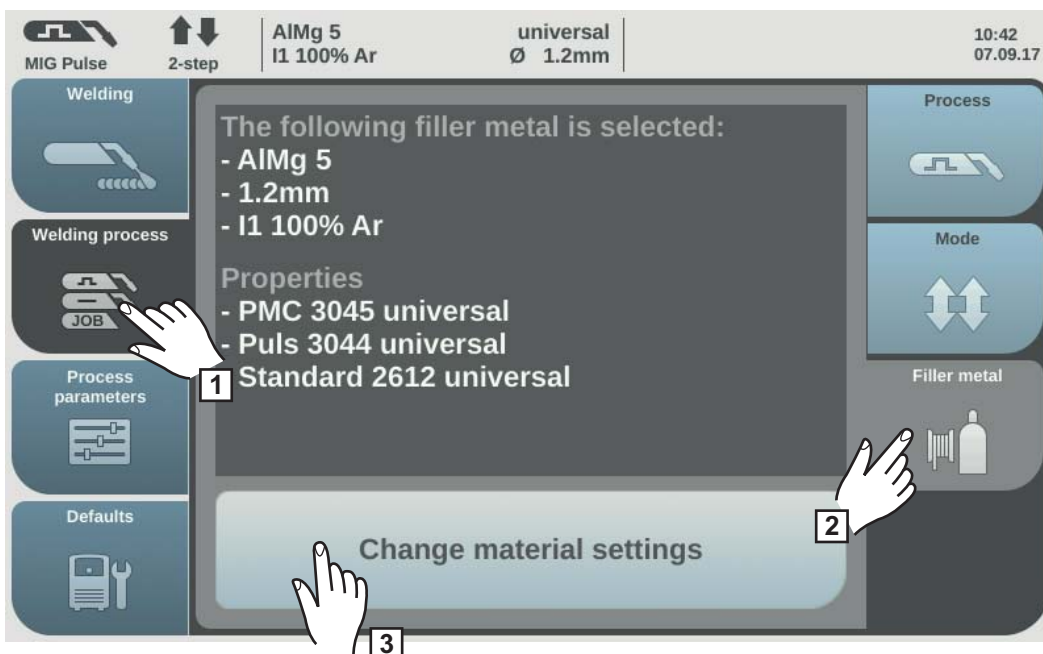 MIG Pulse
2-step
AlMg 5 universal
I1 100% Ar Ø 1.2mm
10:42
07.09.17
Welding
Welding process
JOB
Process
parameters
Defaults
The following filler metal is selected:
- AlMg 5
- 1.2mm
- I1 100% Ar
Properties
- PMC 3045 universal
- Puls 3044 universal
Standard 2612 universal
Change material settings
Process
Mode
Filler metal
1
2
3